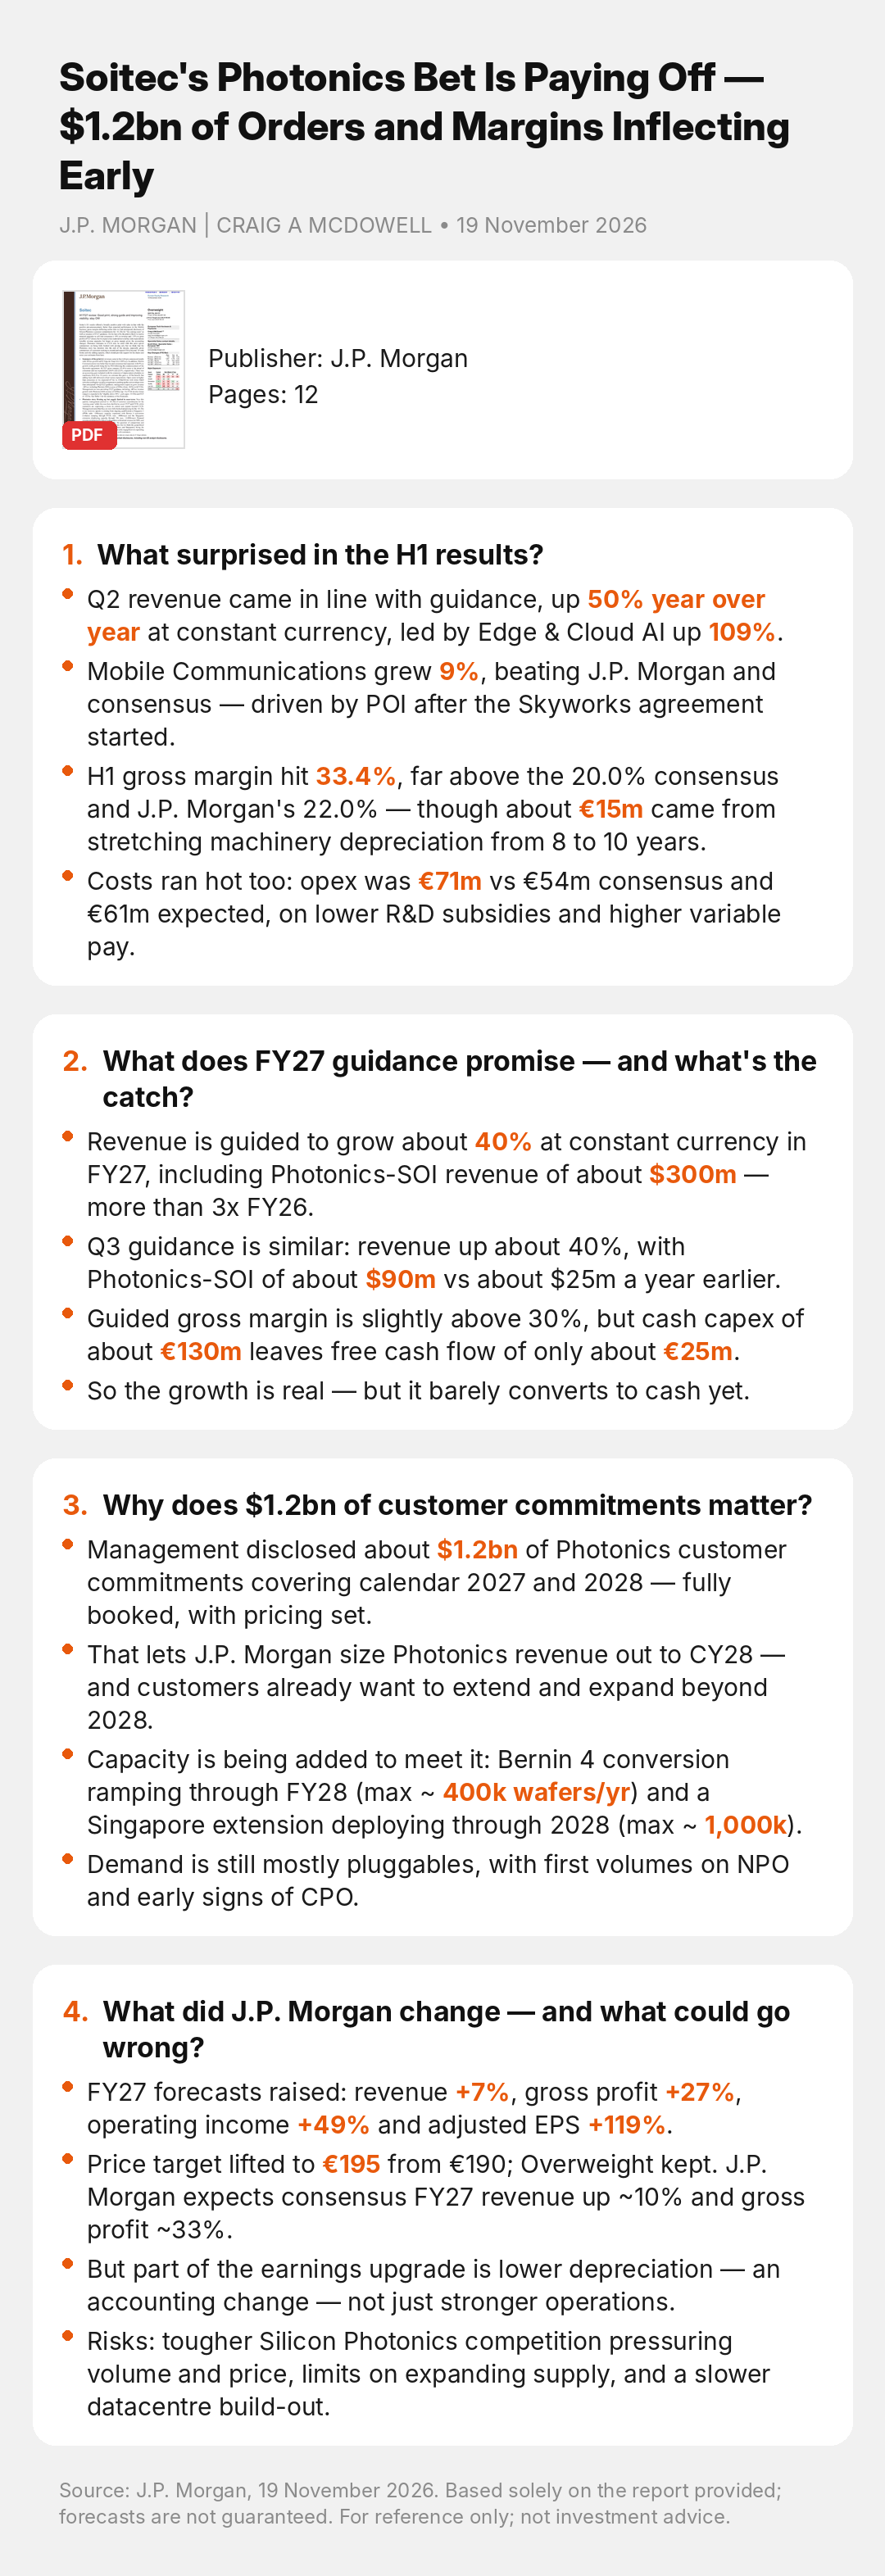 Soitec's Photonics Bet Is Paying Off —
$1.2bn of Orders and Margins Inflecting
Early
J.P. MORGAN | CRAIG A MCDOWELL • 19 November 2026
J.P.Morgan
PDF
Publisher: J.P. Morgan
Pages: 12
1. What surprised in the H1 results?
• Q2 revenue came in line with guidance, up 50% year over
year at constant currency, led by Edge & Cloud AI up 109%.
• Mobile Communications grew 9%, beating J.P. Morgan and
consensus — driven by POI after the Skyworks agreement
started.
• H1 gross margin hit 33.4%, far above the 20.0% consensus
and J.P. Morgan's 22.0% — though about €15m came from
stretching machinery depreciation from 8 to 10 years.
• Costs ran hot too: opex was €71m vs €54m consensus and
€61m expected, on lower R&D subsidies and higher variable
pay.
2. What does FY27 guidance promise — and what's the
catch?
• Revenue is guided to grow about 40% at constant currency in
FY27, including Photonics-SOI revenue of about $300m —
more than 3x FY26.
• Q3 guidance is similar: revenue up about 40%, with
Photonics-SOI of about $90m vs about $25m a year earlier.
• Guided gross margin is slightly above 30%, but cash capex of
about €130m leaves free cash flow of only about €25m.
• So the growth is real — but it barely converts to cash yet.
3. Why does $1.2bn of customer commitments matter?
• Management disclosed about $1.2bn of Photonics customer
commitments covering calendar 2027 and 2028 — fully
booked, with pricing set.
• That lets J.P. Morgan size Photonics revenue out to CY28 —
and customers already want to extend and expand beyond
2028.
• Capacity is being added to meet it: Bernin 4 conversion
ramping through FY28 (max ~ 400k wafers/yr) and a
Singapore extension deploying through 2028 (max ~ 1,000k).
• Demand is still mostly pluggables, with first volumes on NPO
and early signs of CPO.
4. What did J.P. Morgan change — and what could go
wrong?
• FY27 forecasts raised: revenue +7%, gross profit +27%,
operating income +49% and adjusted EPS +119%.
• Price target lifted to €195 from €190; Overweight kept. J.P.
Morgan expects consensus FY27 revenue up ~10% and gross
profit ~33%.
• But part of the earnings upgrade is lower depreciation — an
accounting change — not just stronger operations.
• Risks: tougher Silicon Photonics competition pressuring
volume and price, limits on expanding supply, and a slower
datacentre build-out.
Source: J.P. Morgan, 19 November 2026. Based solely on the report provided;
forecasts are not guaranteed. For reference only; not investment advice.